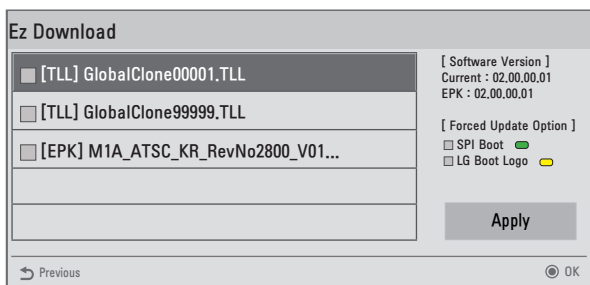 Ez Download
[TLL] GlobalClone00001.TLL
[TLL] GlobalClone99999.TLL
[EPK] M1A_ATSC_KR_RevNo2800_V01...
[ Software Version ]
Current : 02.00.00.01
EPK : 02.00.00.01
[ Forced Update Option ]
SPI Boot
LG Boot Logo
Apply
Previous
OK